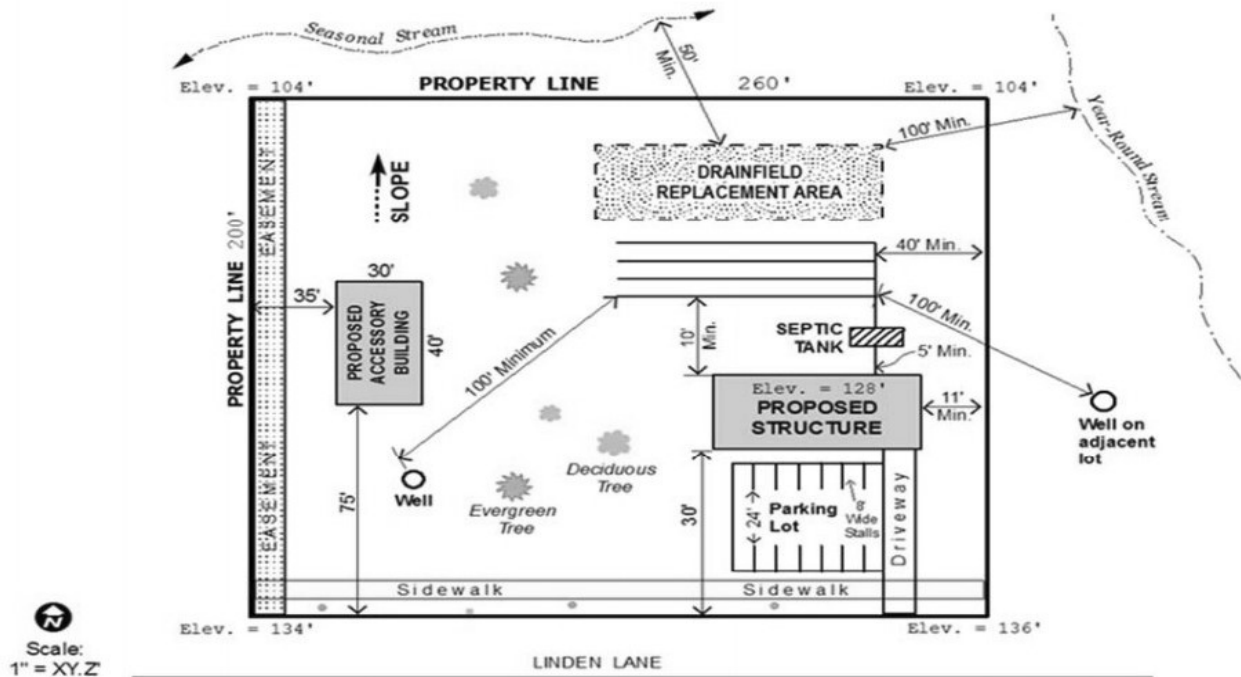 Seasonal Stream
50'
Min.
Elev. = 104'
PROPERTY LINE 260'
Elev. = 104'
Year-Round Stream
100' Min.
EASEMENT
SLOPE
DRAINFIELD
REPLACEMENT AREA
PROPERTY LINE 200'
30'
35'
40' Min.
PROPOSED
ACCESSORY
BUILDING
40'
100' Minimum
10'
Min.
SEPTIC
TANK
100' Min.
5' Min.
Elev. = 128'
PROPOSED
STRUCTURE
11'
Min.
Well on
adjacent
lot
EASEMENT
75'
Well
Deciduous
Tree
Evergreen
Tree
30'
24'
Parking
Lot
8'
Wide
Stalls
Driveway
Sidewalk
Sidewalk
N
Scale:
1" = XY.Z'
Elev. = 134'
Elev. = 136'
LINDEN LANE